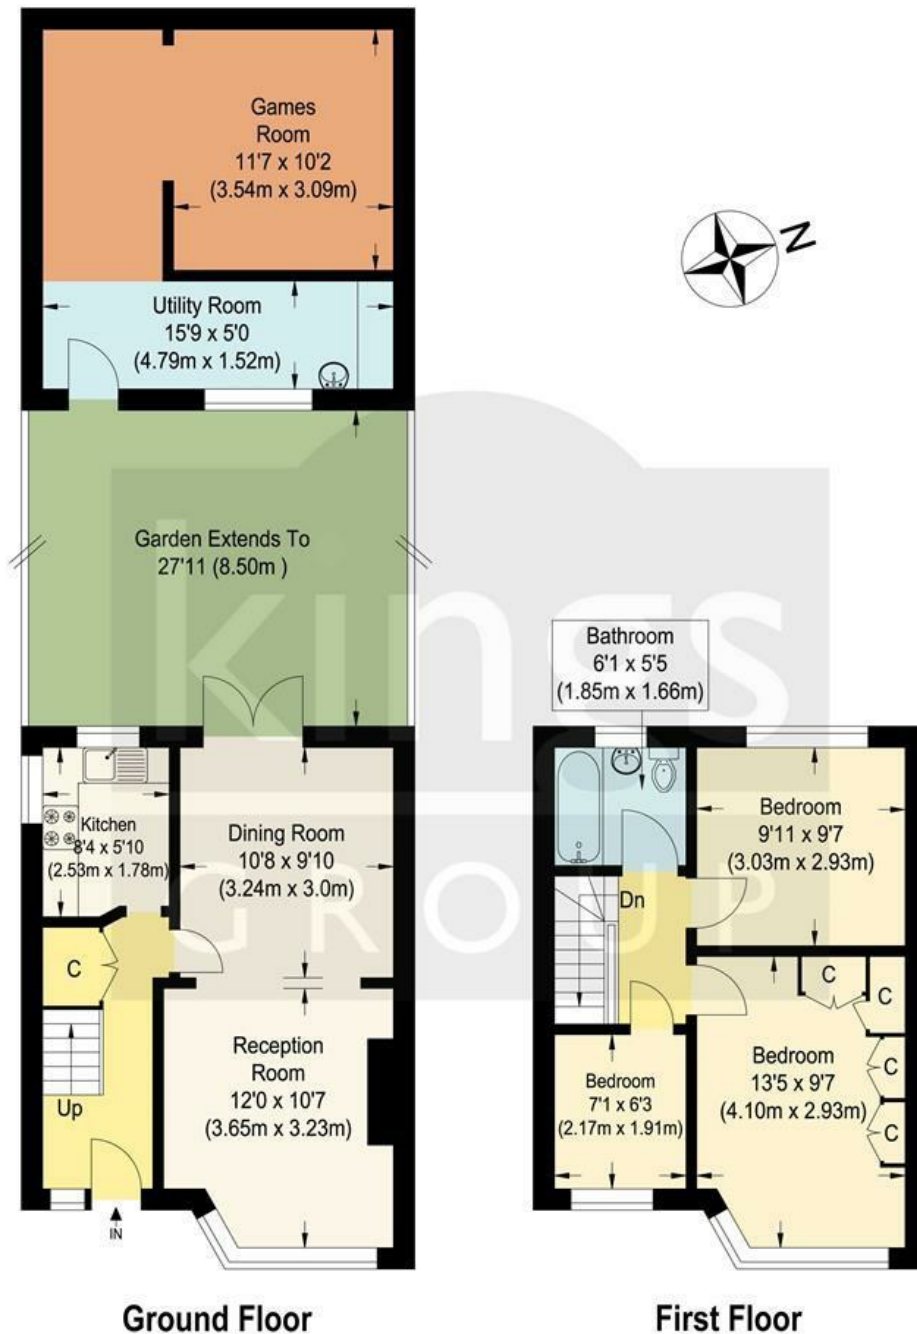 Games
Room
11'7 x 10'2
(3.54m x 3.09m)
N
Utility Room
15'9 x 5'0
(4.79m x 1.52m)
Garden Extends To
27'11 (8.50m )
kings
GROUP
Bathroom
6'1 x 5'5
(1.85m x 1.66m)
Kitchen
8'4 x 5'10
(2.53m x 1.78m)
Dining Room
10'8 x 9'10
(3.24m x 3.0m)
Bedroom
9'11 x 9'7
(3.03m x 2.93m)
Dn
C
C
C
C
C
Up
Reception
Room
12'0 x 10'7
(3.65m x 3.23m)
Bedroom
7'1 x 6'3
(2.17m x 1.91m)
Bedroom
13'5 x 9'7
(4.10m x 2.93m)
IN
Ground Floor
First Floor